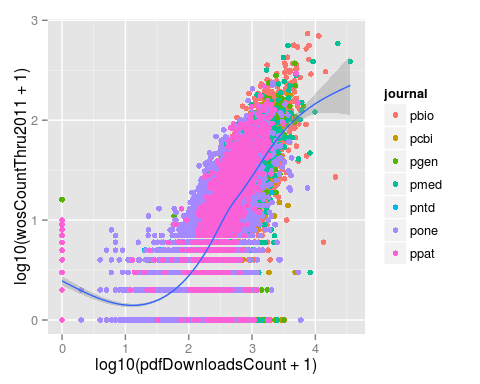 3
2
1
0
log10(wosCountThru2011 + 1)
0
1
2
3
4
log10(pdfDownloadsCount + 1)
journal
pbio
pcbi
pgen
pmed
pntd
pone
ppat